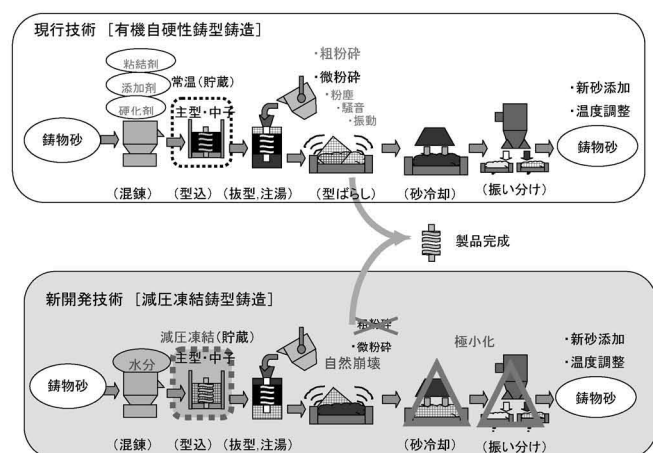 現行技術 [有機自硬性鋳型鋳造]
粘結剤
添加剤
硬化剤
常温(貯蔵)
主型・中子
・粗粉砕
・微粉砕
・粉塵
・騒音
・振動
・新砂添加
・温度調整
鋳物砂
鋳物砂
(混錬)
(型込)
(抜型,注湯)
(型ばらし)
(砂冷却)
(振い分け)
製品完成
新開発技術 [減圧凍結鋳型鋳造]
水分
減圧凍結(貯蔵)
主型・中子
・粗粉砕
・微粉砕
自然崩壊
極小化
・新砂添加
・温度調整
鋳物砂
鋳物砂
(混錬)
(型込)
(抜型,注湯)
(砂冷却)
(振い分け)